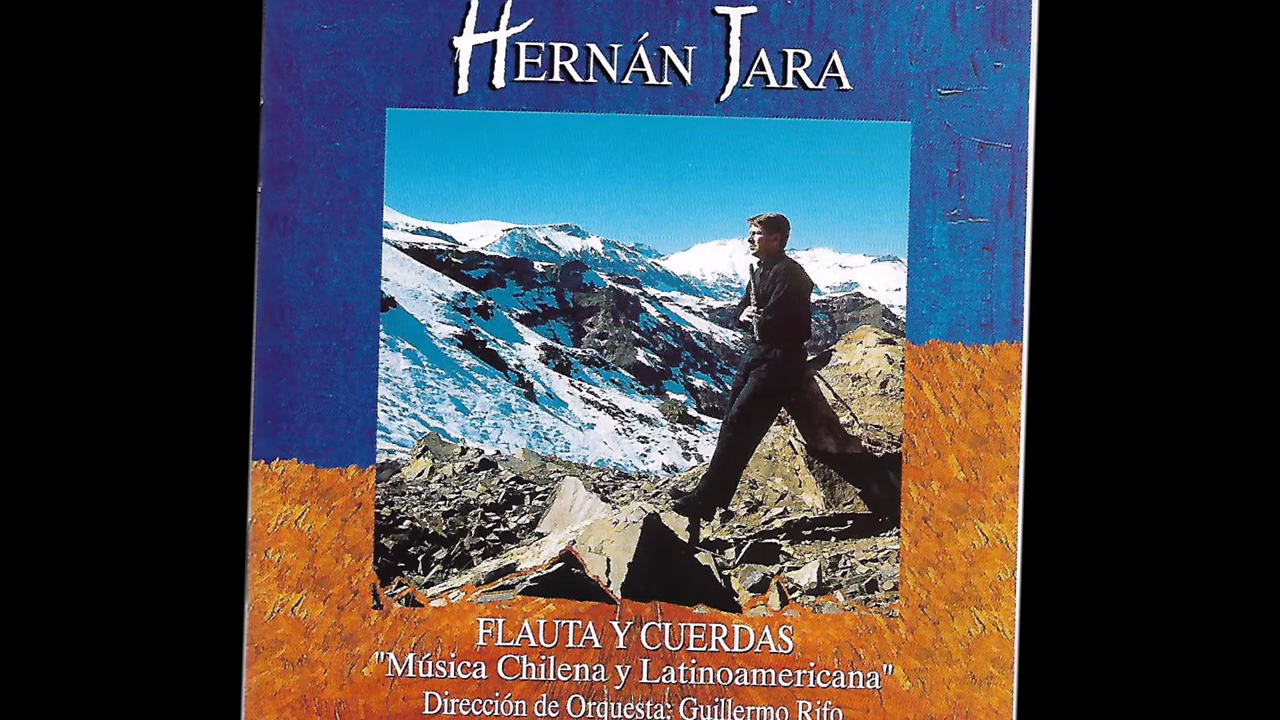 HERNÁN JARA
FLAUTA Y CUERDAS
"Música Chilena y Latinoamericana"
Dirección de Orquesta: Guillermo Rifo